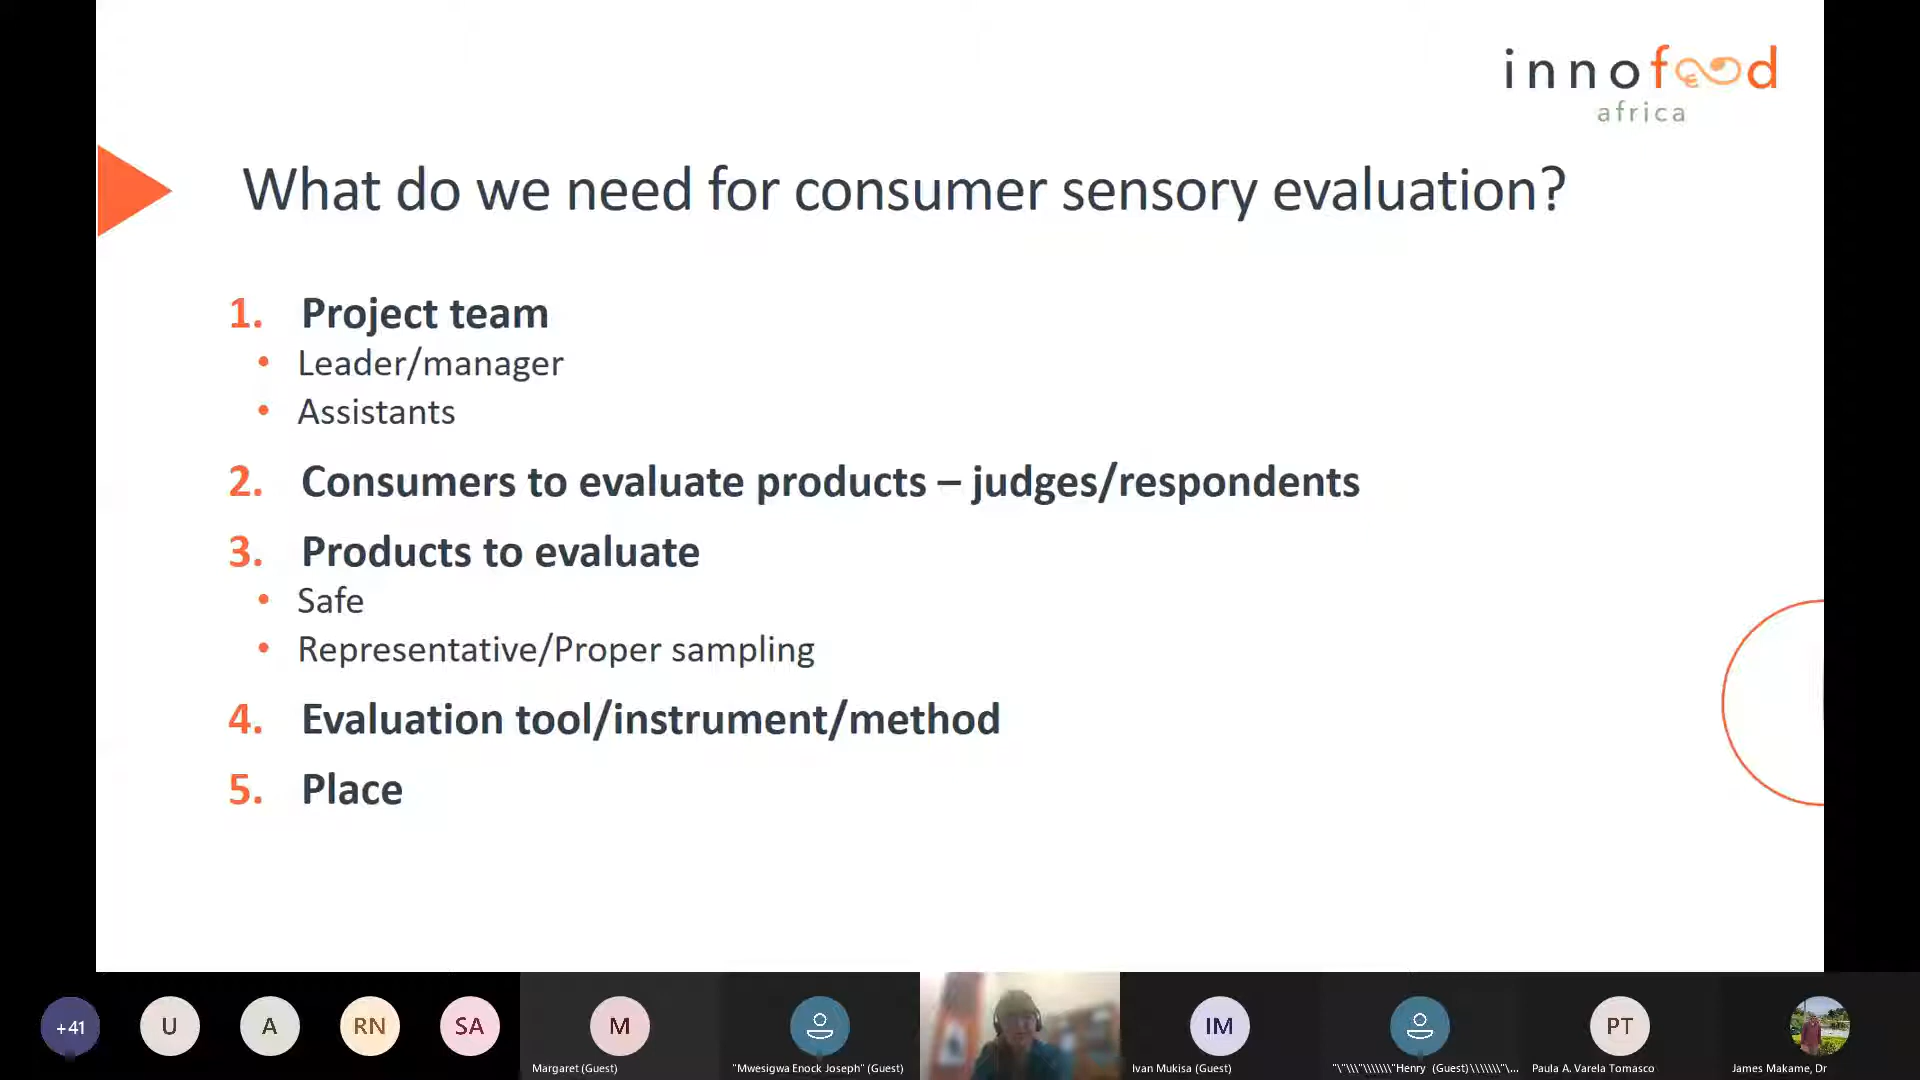 innofood
africa
What do we need for consumer sensory evaluation?
1. Project team
• Leader/manager
• Assistants
2. Consumers to evaluate products – judges/respondents
3. Products to evaluate
• Safe
• Representative/Proper sampling
4. Evaluation tool/instrument/method
5. Place
+41
U
A
RN
SA
M
IM
PT
Margaret (Guest)
"Mwesigwa Enock Joseph" (Guest)
Ivan Mukisa (Guest)
"\"\\\"\\\\\\\"Henry (Guest)\\\\\\\"\...
Paula A. Varela Tomasco
James Makame, Dr